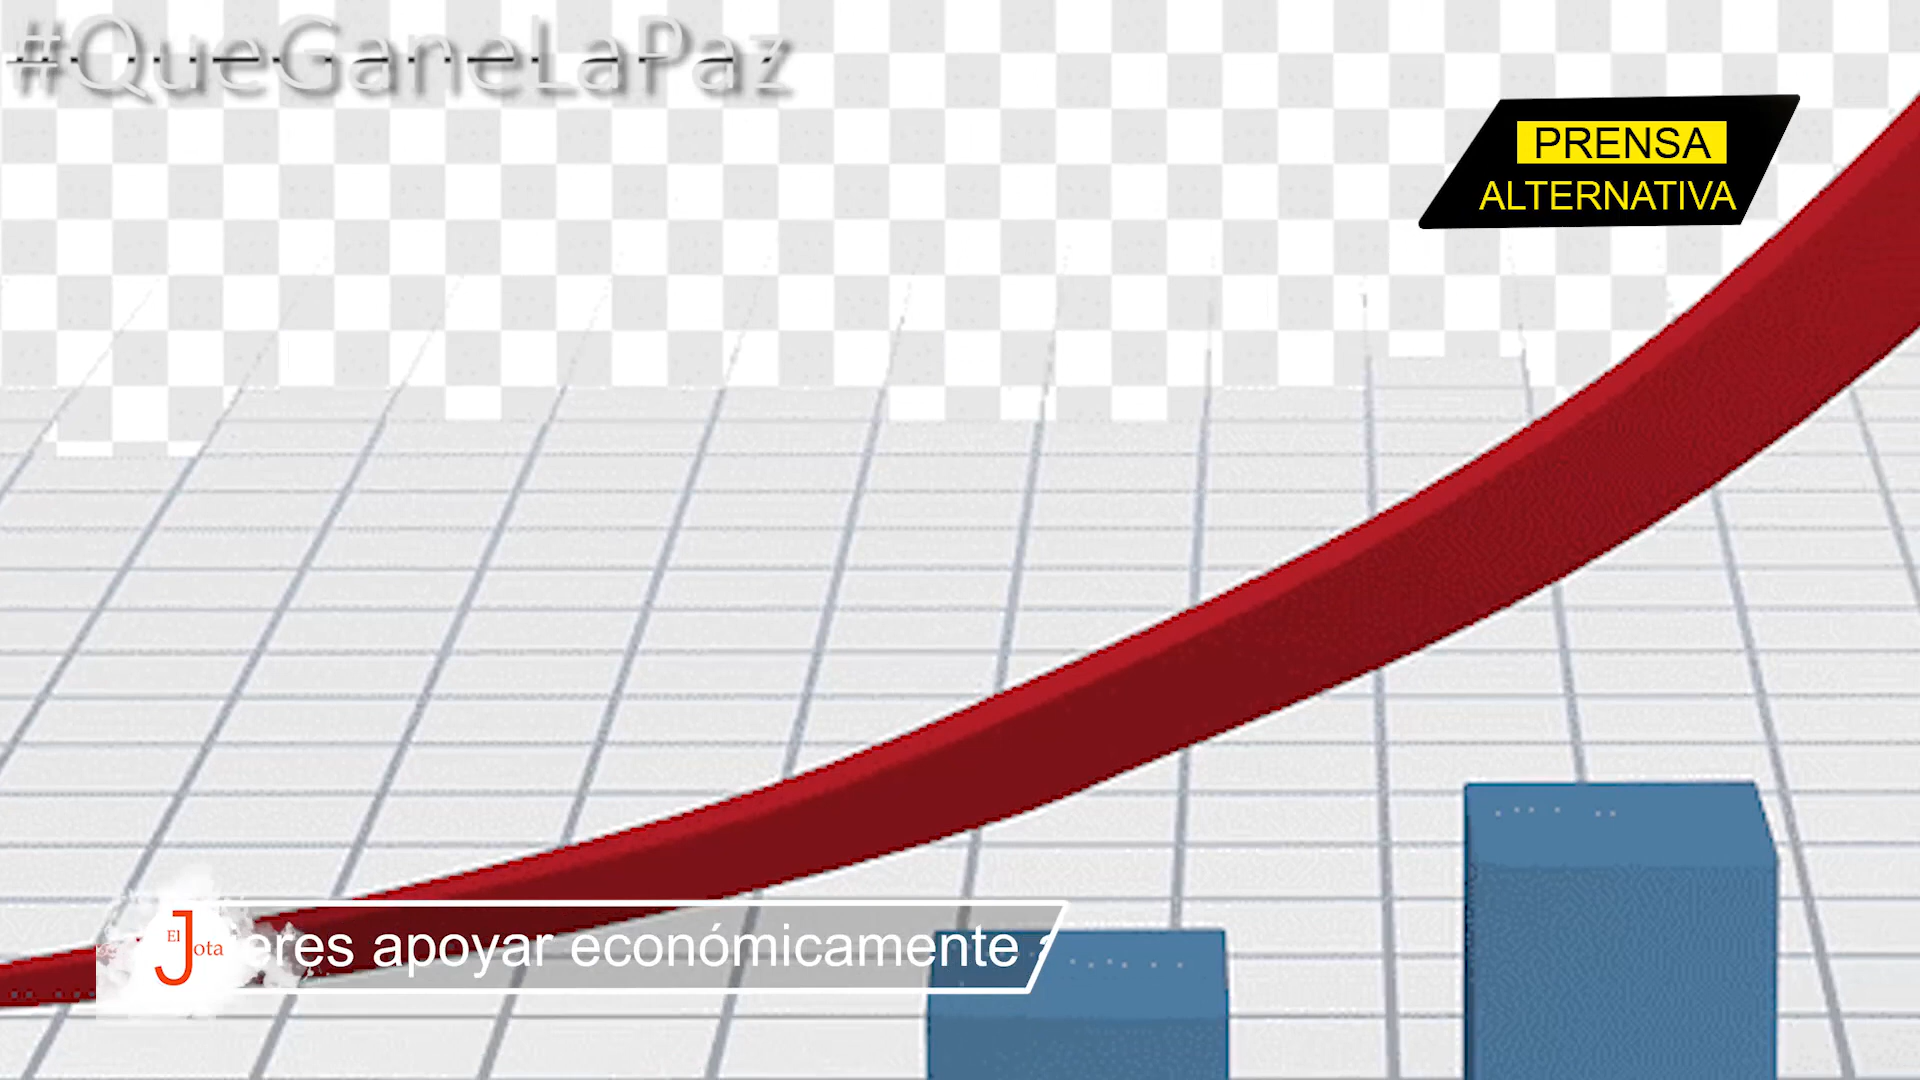 #QueGaneLaPaz
PRENSA
ALTERNATIVA
El Jota
eres apoyar económicamente